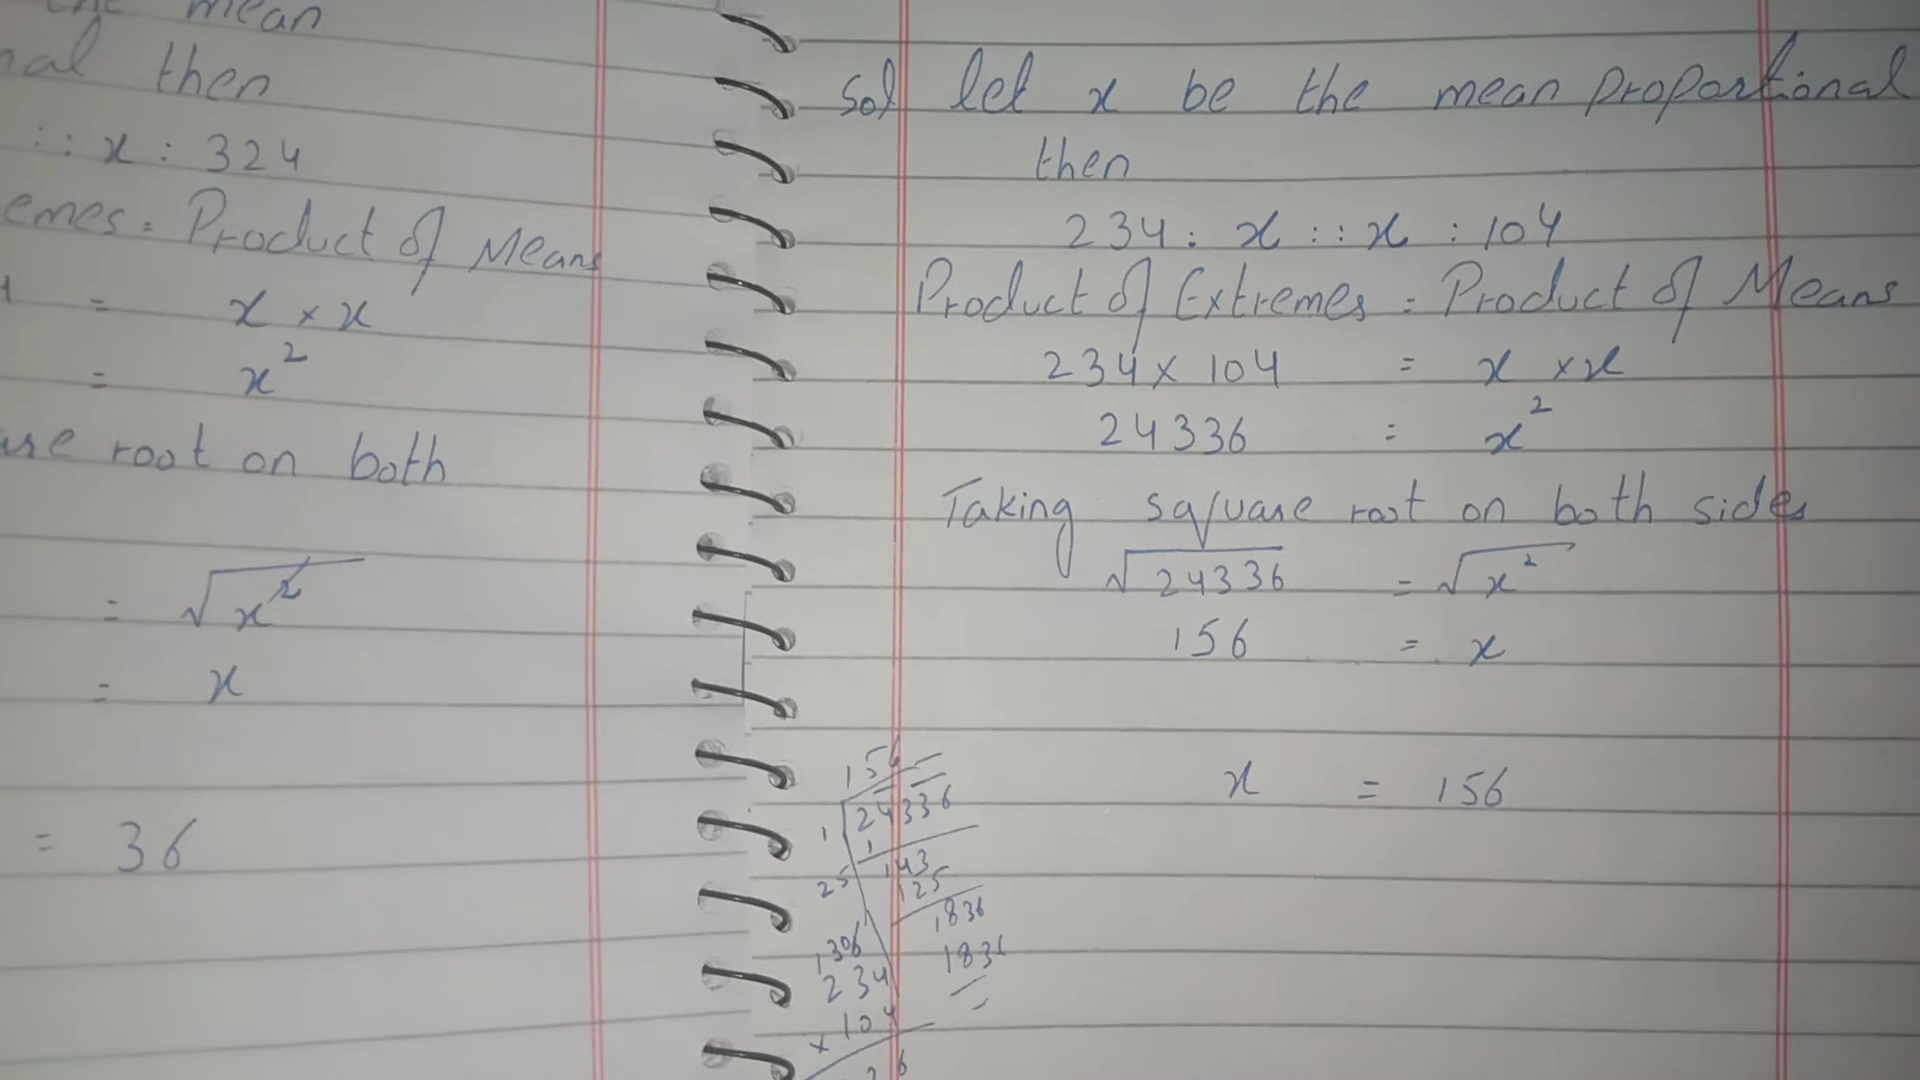 mean
then
:: x : 324
emes = Product of Means
= x × x
= x²
root on both
= √x²
= x
= 36
Sol let x be the mean proportional
then
234 : x :: x : 104
Product of Extremes = Product of Means
234 × 104 = x × x
24336 = x²
Taking square root on both sides
√24336 = √x²
156 = x
x = 156
156
1 24336
1
25 143
125
306 1836
1836
234
× 104